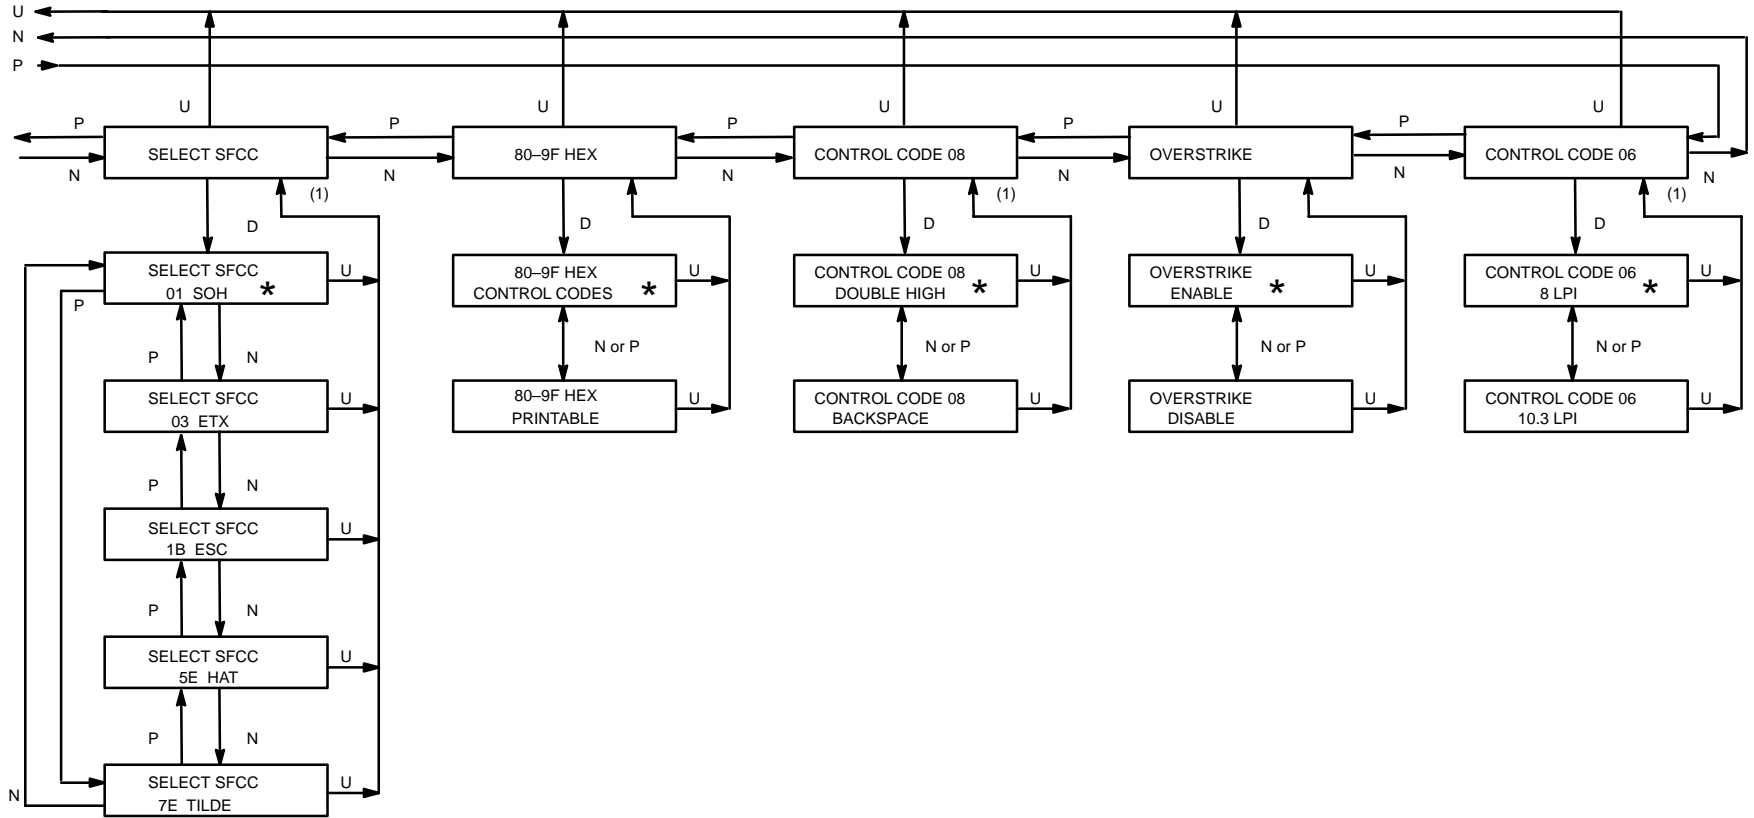 U
N
P
U U U U U
P P P P P
SELECT SFCC 80–9F HEX CONTROL CODE 08 OVERSTRIKE CONTROL CODE 06
N N N N N N
(1) (1) (1)
D D D D D
SELECT SFCC
01 SOH *
U
80–9F HEX
CONTROL CODES *
U
CONTROL CODE 08
DOUBLE HIGH *
U
OVERSTRIKE
ENABLE *
U
CONTROL CODE 06
8 LPI *
U
P
P N N or P N or P N or P N or P
SELECT SFCC
03 ETX
U
80–9F HEX
PRINTABLE
U
CONTROL CODE 08
BACKSPACE
U
OVERSTRIKE
DISABLE
U
CONTROL CODE 06
10.3 LPI
U
P N
SELECT SFCC
1B ESC
U
P N
SELECT SFCC
5E HAT
U
P N
SELECT SFCC
7E TILDE
U
N